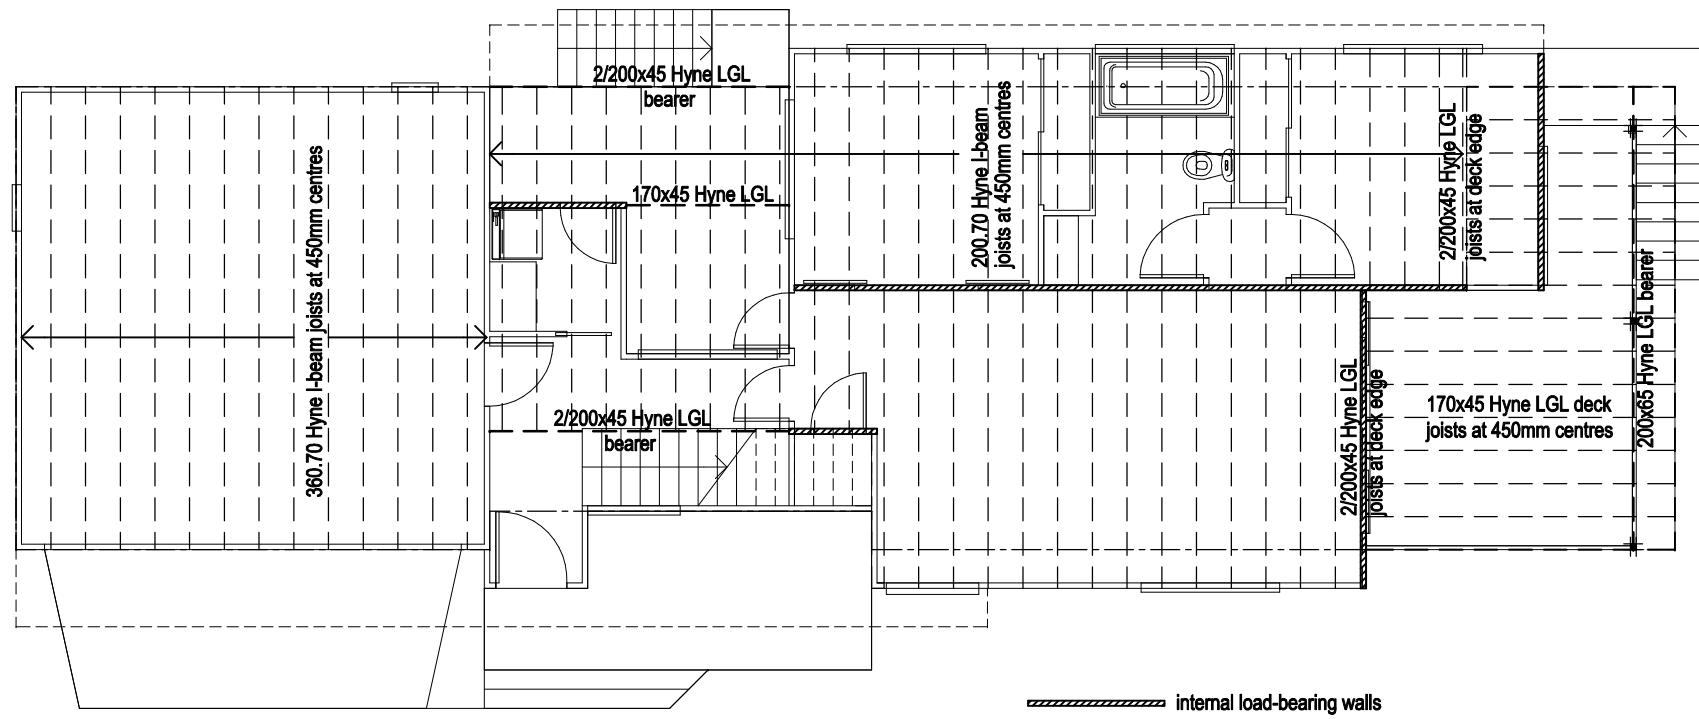 2/200x45 Hyne LGL
bearer
170x45 Hyne LGL
360.70 Hyne I-beam joists at 450mm centres
200.70 Hyne I-beam
joists at 450mm centres
2/200x45 Hyne LGL
joists at deck edge
2/200x45 Hyne LGL
bearer
2/200x45 Hyne LGL
joists at deck edge
170x45 Hyne LGL deck
joists at 450mm centres
200x65 Hyne LGL bearer
internal load-bearing walls